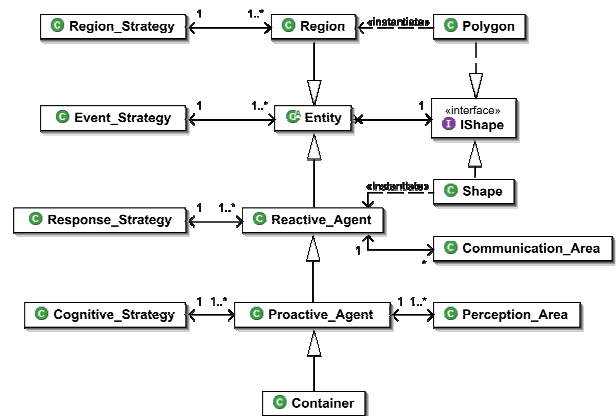 C Region_Strategy 1 1..* C Region «instantiate» C Polygon
C Event_Strategy 1 1..* C Entity * 1 «interface»
I IShape
«instantiate» C Shape
C Response_Strategy 1 1..* C Reactive_Agent
1 * C Communication_Area
C Cognitive_Strategy 1 1..* C Proactive_Agent 1 1..* C Perception_Area
C Container